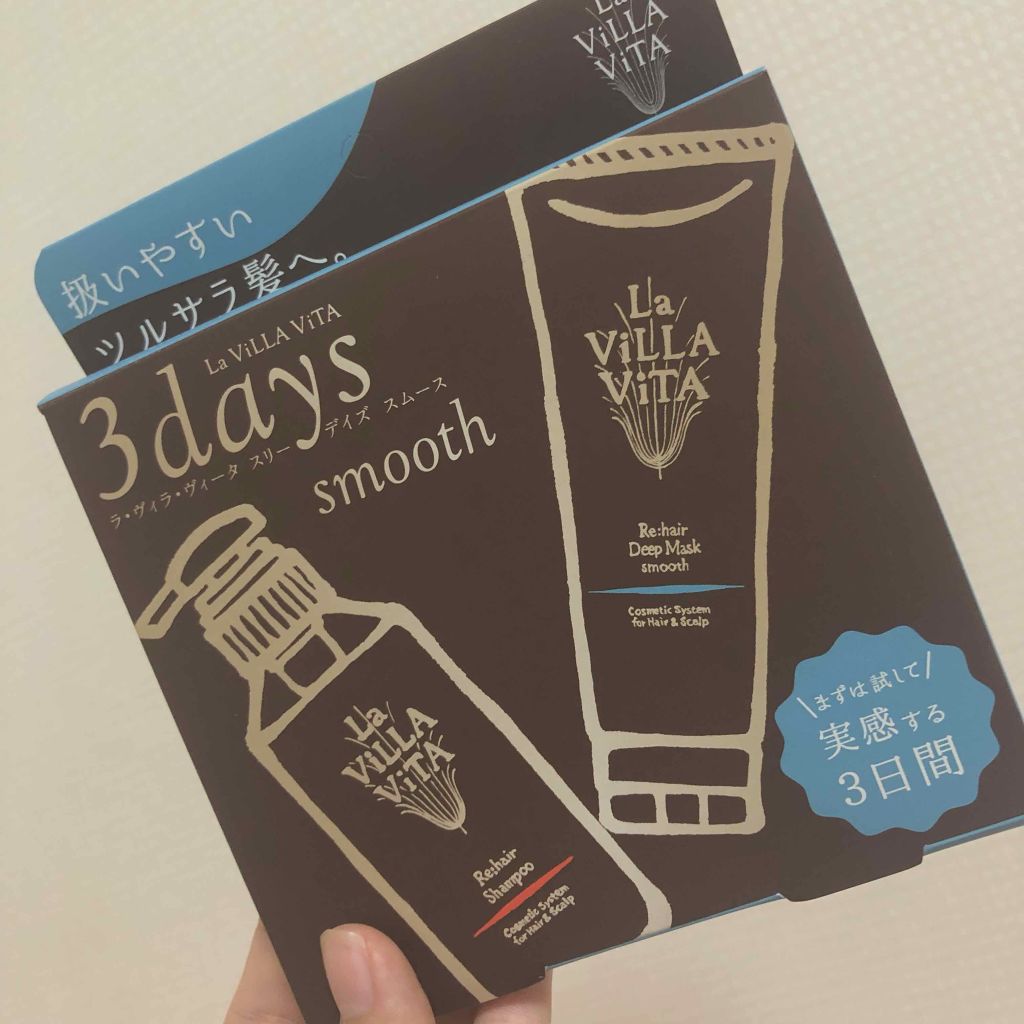 La
ViLLA
ViTA
扱いやすい
ツルサラ髪へ。
La ViLLA ViTA
3days
ラ・ヴィラ・ヴィータ スリーデイズ スムース
smooth
La
ViLLA
ViTA
Re:hair
Deep Mask
smooth
Cosmetic System
for Hair & Scalp
La
ViLLA
ViTA
Re:hair
Shampoo
Cosmetic System
for Hair & Scalp
\まずは試して/
実感する
3日間